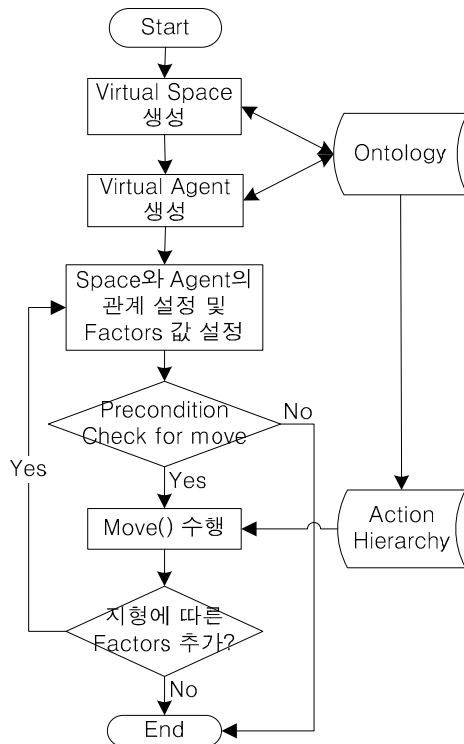 Start
Virtual Space
생성
Ontology
Virtual Agent
생성
Space와 Agent의
관계 설정 및
Factors 값 설정
Precondition
Check for move
No
Yes
Yes
Move() 수행
Action
Hierarchy
지형에 따른
Factors 추가?
No
End